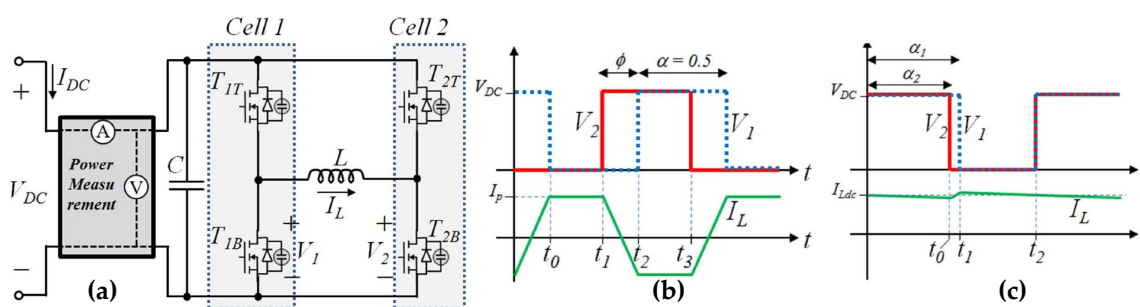 Cell 1
Cell 2
I_DC
T_1T
T_2T
+
A
Power
Measu
rement
V
V_DC
C
L
I_L
T_1B
T_2B
+
V_1
−
+
V_2
−
−
(a)
ϕ
α = 0.5
V_DC
V_2
V_1
t
I_p
I_L
t_0
t_1
t_2
t_3
t
(b)
α_1
α_2
V_DC
V_2
V_1
t
I_Ldc
I_L
t_0
t_1
t_2
t
(c)